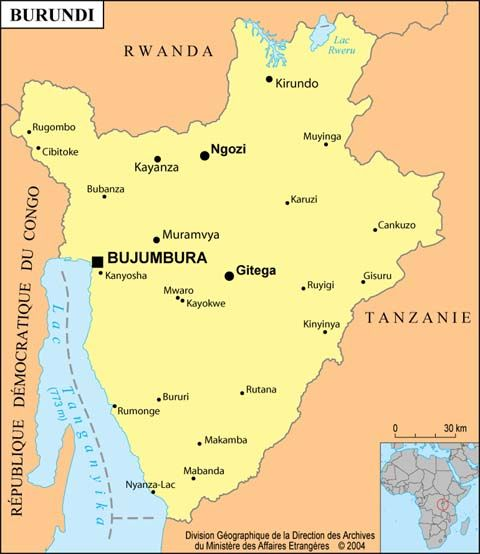 BURUNDI
RWANDA
Lac
Rweru
Kirundo
Rugombo
Cibitoke
Muyinga
Ngozi
Kayanza
Bubanza
Karuzi
Cankuzo
Muramvya
BUJUMBURA
Kanyosha
Gitega
Gisuru
Ruyigi
Mwaro
Kayokwe
Kinyinya
TANZANIE
RÉPUBLIQUE DÉMOCRATIQUE DU CONGO
Lac Tanganyika
(773 m)
Rutana
Bururi
Rumonge
Makamba
Mabanda
Nyanza-Lac
0 30 km
Division Géographique de la Direction des Archives
du Ministère des Affaires Etrangères © 2004